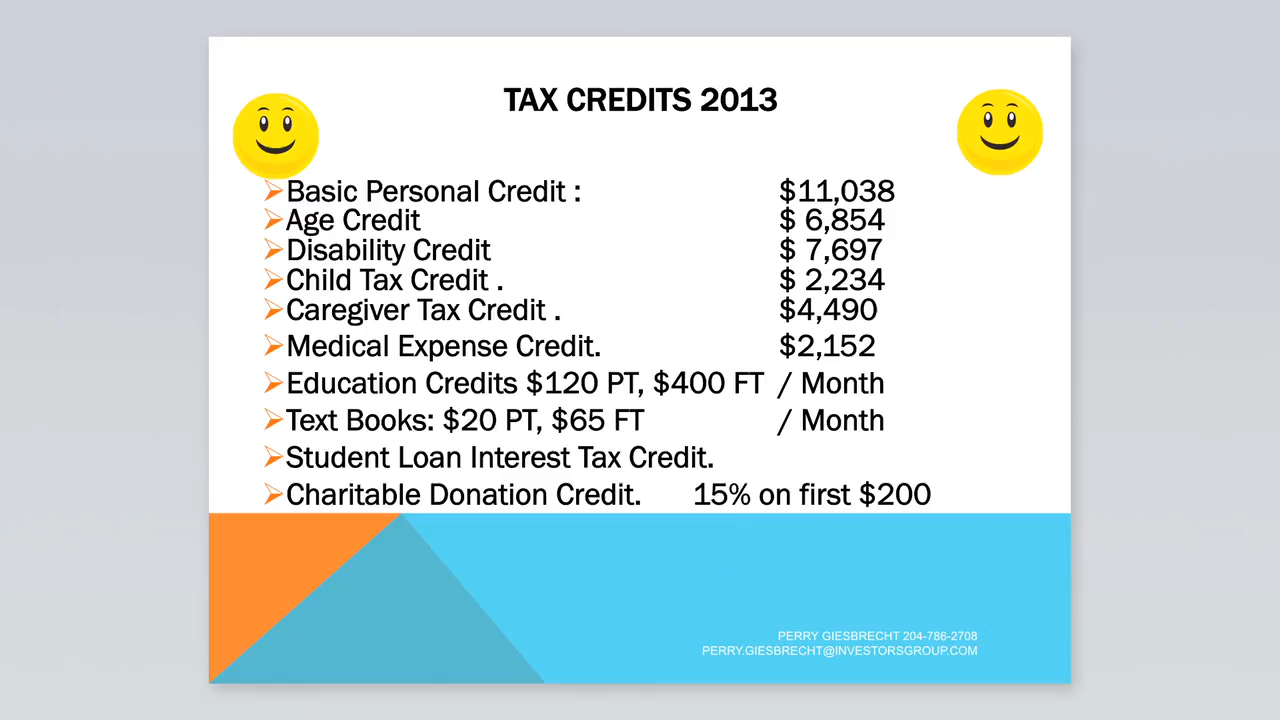 TAX CREDITS 2013
Basic Personal Credit : $11,038
Age Credit $ 6,854
Disability Credit $ 7,697
Child Tax Credit . $ 2,234
Caregiver Tax Credit . $4,490
Medical Expense Credit. $2,152
Education Credits $120 PT, $400 FT / Month
Text Books: $20 PT, $65 FT / Month
Student Loan Interest Tax Credit.
Charitable Donation Credit. 15% on first $200
PERRY GIESBRECHT 204-786-2708
PERRY.GIESBRECHT@INVESTORSGROUP.COM